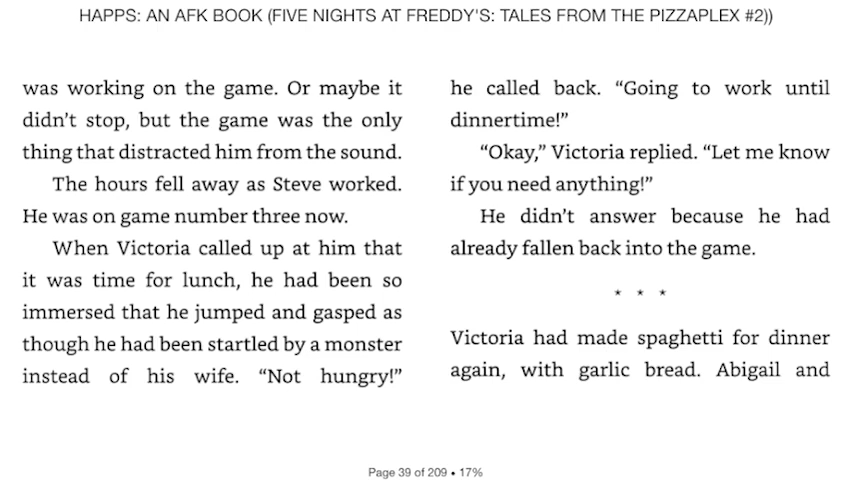 HAPPS: AN AFK BOOK (FIVE NIGHTS AT FREDDY'S: TALES FROM THE PIZZAPLEX #2))
was working on the game. Or maybe it
didn’t stop, but the game was the only
thing that distracted him from the sound.
The hours fell away as Steve worked.
He was on game number three now.
When Victoria called up at him that
it was time for lunch, he had been so
immersed that he jumped and gasped as
though he had been startled by a monster
instead of his wife. “Not hungry!”
he called back. “Going to work until
dinnertime!”
“Okay,” Victoria replied. “Let me know
if you need anything!”
He didn’t answer because he had
already fallen back into the game.
* * *
Victoria had made spaghetti for dinner
again, with garlic bread. Abigail and
Page 39 of 209 • 17%